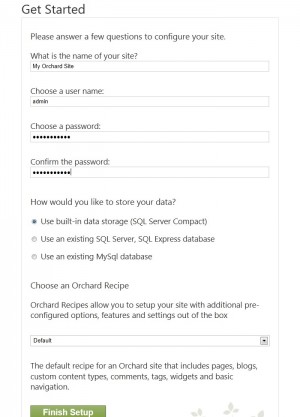 Get Started
Please answer a few questions to configure your site.
What is the name of your site?
My Orchard Site
Choose a user name:
admin
Choose a password:
•••••••••••
Confirm the password:
•••••••••••
How would you like to store your data?
Use built-in data storage (SQL Server Compact)
Use an existing SQL Server, SQL Express database
Use an existing MySql database
Choose an Orchard Recipe
Orchard Recipes allow you to setup your site with additional pre-
configured options, features and settings out of the box
Default
The default recipe for an Orchard site that includes pages, blogs,
custom content types, comments, tags, widgets and basic
navigation.
Finish Setup